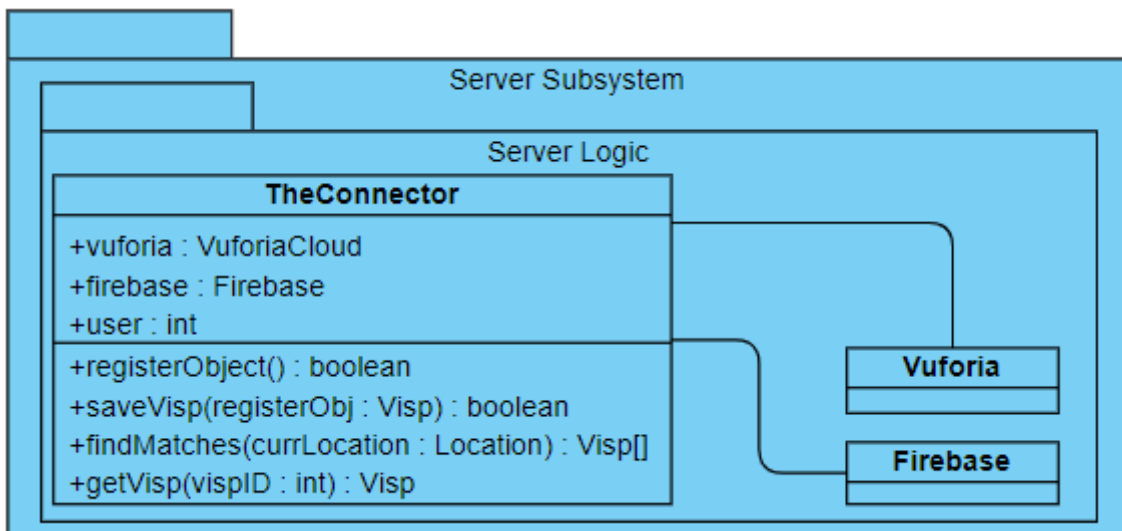 Server Subsystem
Server Logic
TheConnector
+vuforia : VuforiaCloud
+firebase : Firebase
+user : int
+registerObject() : boolean
+saveVisp(registerObj : Visp) : boolean
+findMatches(currLocation : Location) : Visp[]
+getVisp(vispID : int) : Visp
Vuforia
Firebase